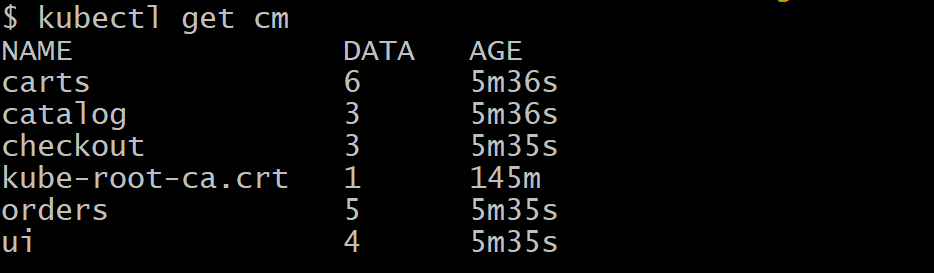 $ kubectl get cm
NAME DATA AGE
carts 6 5m36s
catalog 3 5m36s
checkout 3 5m35s
kube-root-ca.crt 1 145m
orders 5 5m35s
ui 4 5m35s